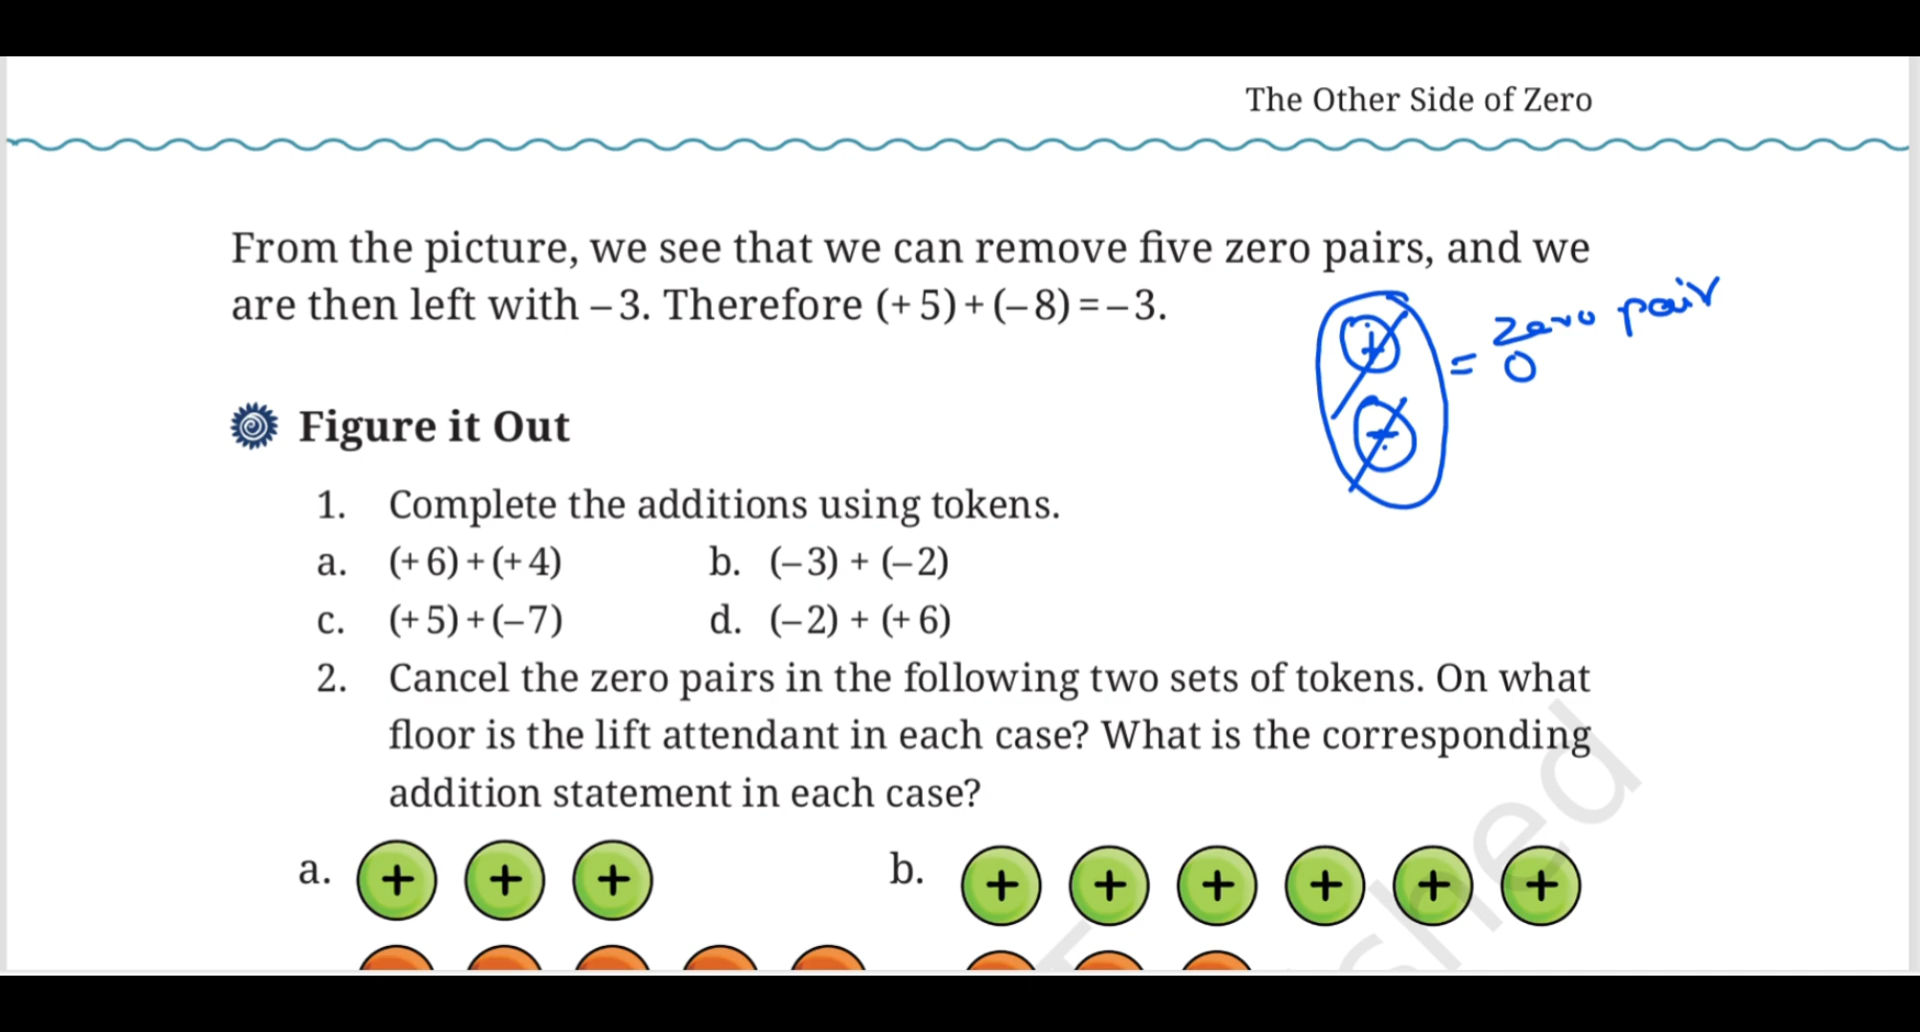 The Other Side of Zero
From the picture, we see that we can remove five zero pairs, and we
are then left with – 3. Therefore (+ 5) + (– 8) = – 3.
+
-
= zero pair
0
Figure it Out
1. Complete the additions using tokens.
a. (+ 6) + (+ 4) b. (– 3) + (– 2)
c. (+ 5) + (– 7) d. (– 2) + (+ 6)
2. Cancel the zero pairs in the following two sets of tokens. On what
floor is the lift attendant in each case? What is the corresponding
addition statement in each case?
a. + + + b. + + + + + +